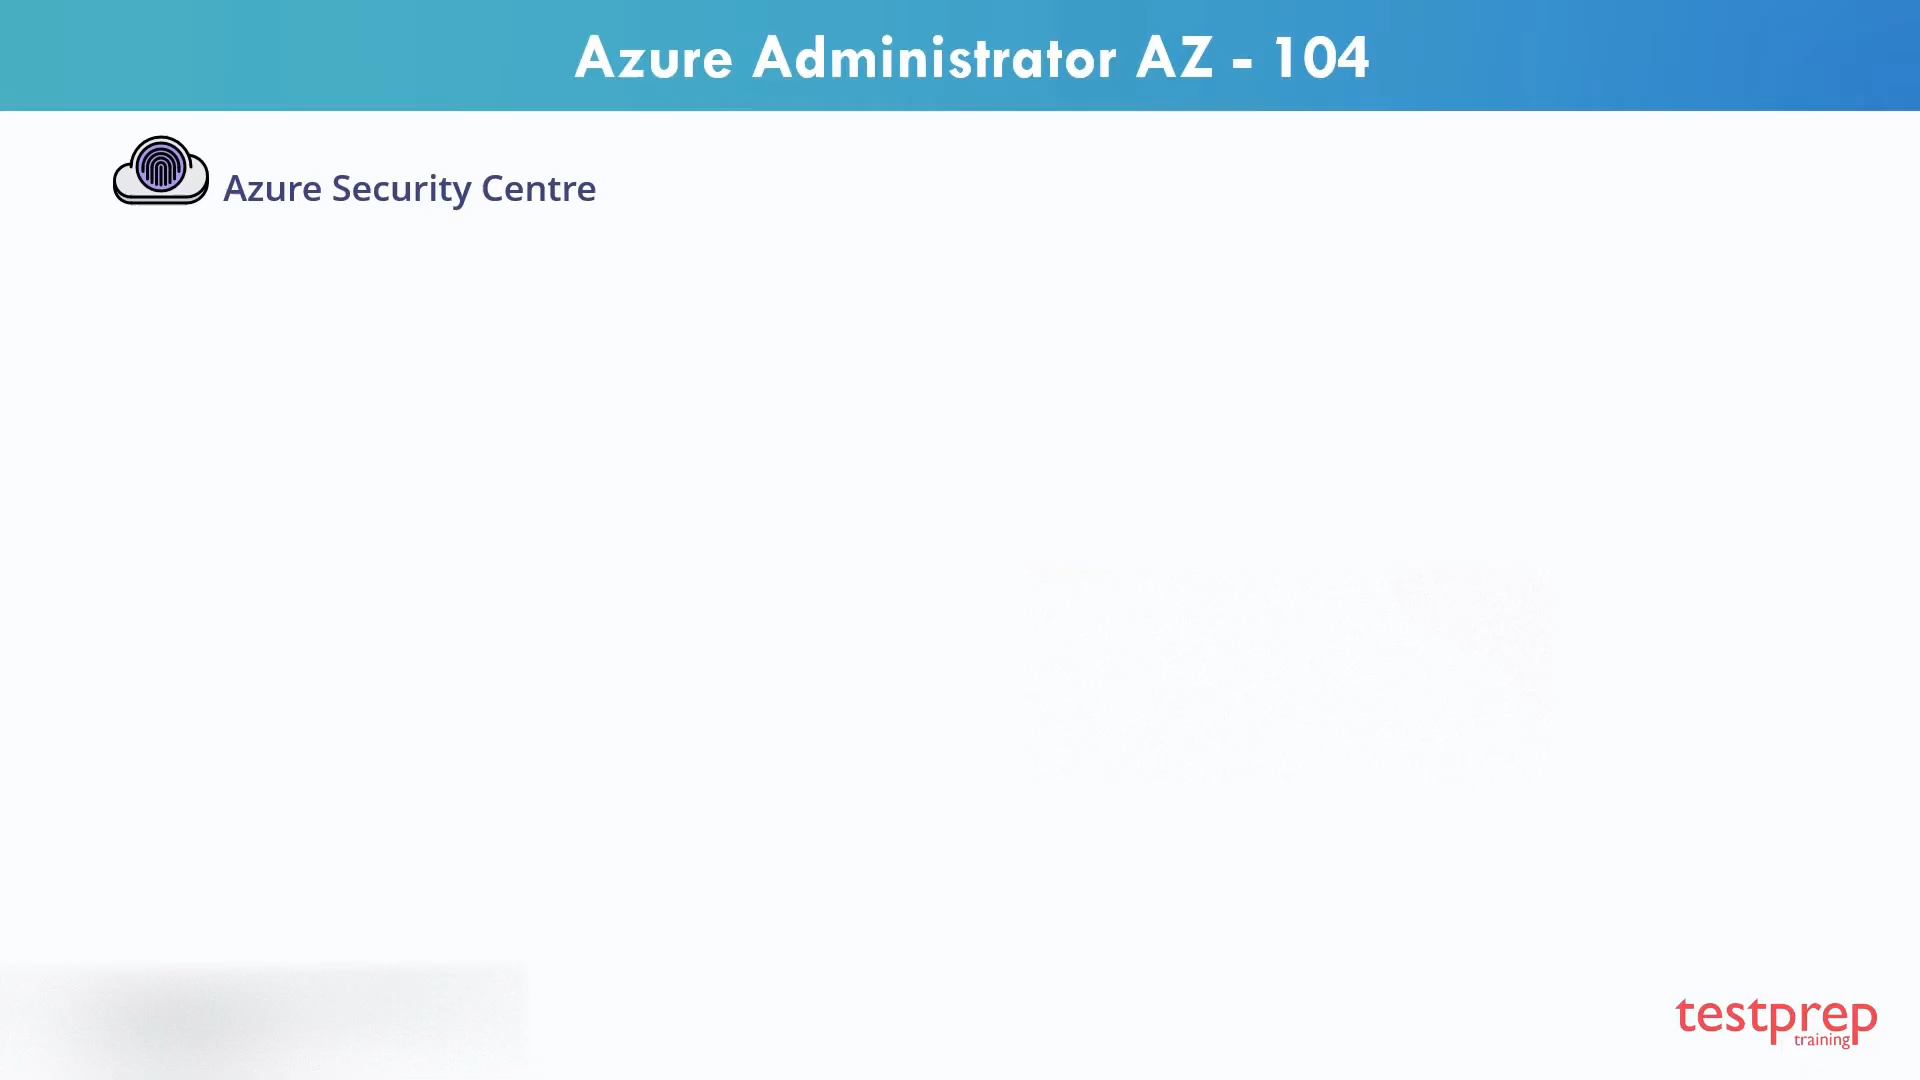 Azure Administrator AZ - 104
Azure Security Centre
testprep
training